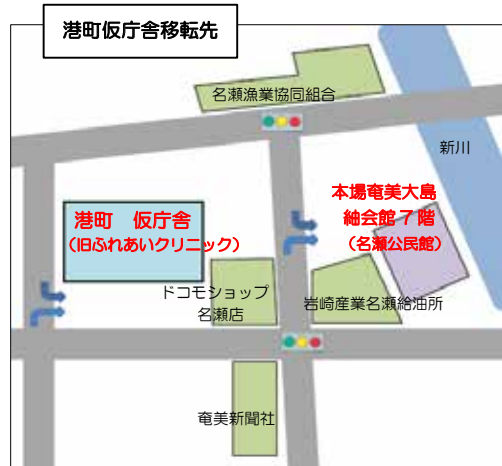 港町仮庁舎移転先
名瀬漁業協同組合
新川
本場奄美大島
紬会館７階
（名瀬公民館）
港町　仮庁舎
（旧ふれあいクリニック）
ドコモショップ
名瀬店
岩崎産業名瀬給油所
奄美新聞社